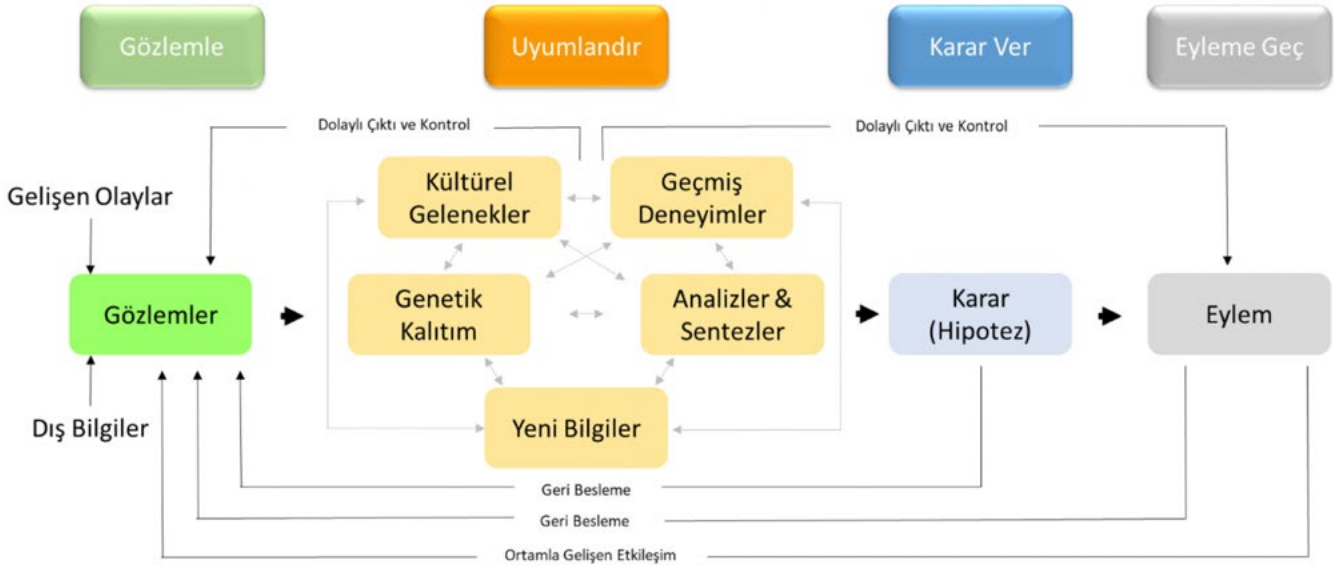 Gözlemle
Uyumlandır
Karar Ver
Eyleme Geç
Dolaylı Çıktı ve Kontrol
Dolaylı Çıktı ve Kontrol
Gelişen Olaylar
Kültürel
Gelenekler
Geçmiş
Deneyimler
Gözlemler
Genetik
Kalıtım
Analizler &
Sentezler
Karar
(Hipotez)
Eylem
Dış Bilgiler
Yeni Bilgiler
Geri Besleme
Geri Besleme
Ortamla Gelişen Etkileşim